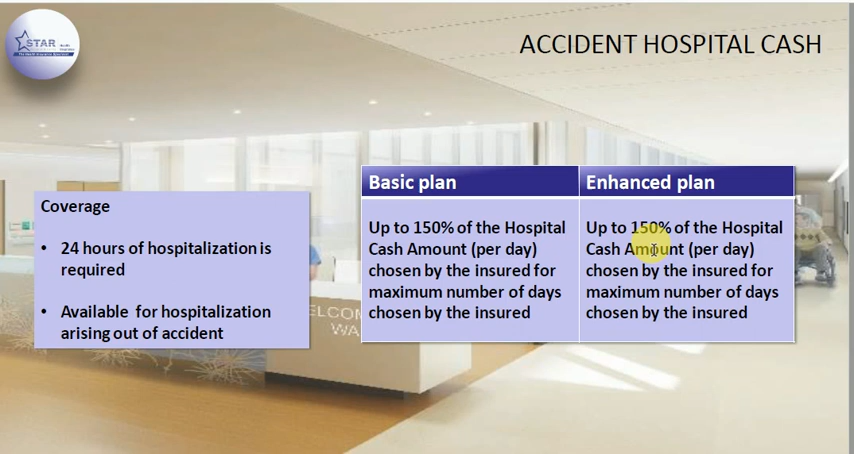 STAR
ACCIDENT HOSPITAL CASH
Coverage
• 24 hours of hospitalization is
required
• Available for hospitalization
arising out of accident
Basic plan
Up to 150% of the Hospital
Cash Amount (per day)
chosen by the insured for
maximum number of days
chosen by the insured
Enhanced plan
Up to 150% of the Hospital
Cash Amount (per day)
chosen by the insured for
maximum number of days
chosen by the insured